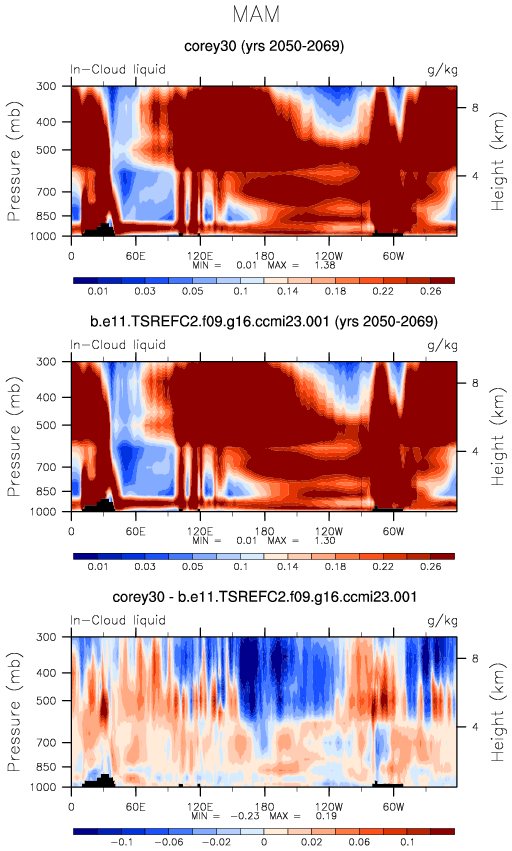 MAM
corey30 (yrs 2050-2069)
In-Cloud liquid g/kg
300
400
500
700
850
1000
Pressure (mb)
8
4
Height (km)
0 60E 120E 180 120W 60W
MIN = 0.01 MAX = 1.38
0.01 0.03 0.05 0.1 0.14 0.18 0.22 0.26
b.e11.TSREFC2.f09.g16.ccmi23.001 (yrs 2050-2069)
In-Cloud liquid g/kg
300
400
500
700
850
1000
Pressure (mb)
8
4
Height (km)
0 60E 120E 180 120W 60W
MIN = 0.01 MAX = 1.30
0.01 0.03 0.05 0.1 0.14 0.18 0.22 0.26
corey30 - b.e11.TSREFC2.f09.g16.ccmi23.001
In-Cloud liquid g/kg
300
400
500
700
850
1000
Pressure (mb)
8
4
Height (km)
0 60E 120E 180 120W 60W
MIN = -0.23 MAX = 0.19
-0.1 -0.06 -0.02 0 0.02 0.06 0.1